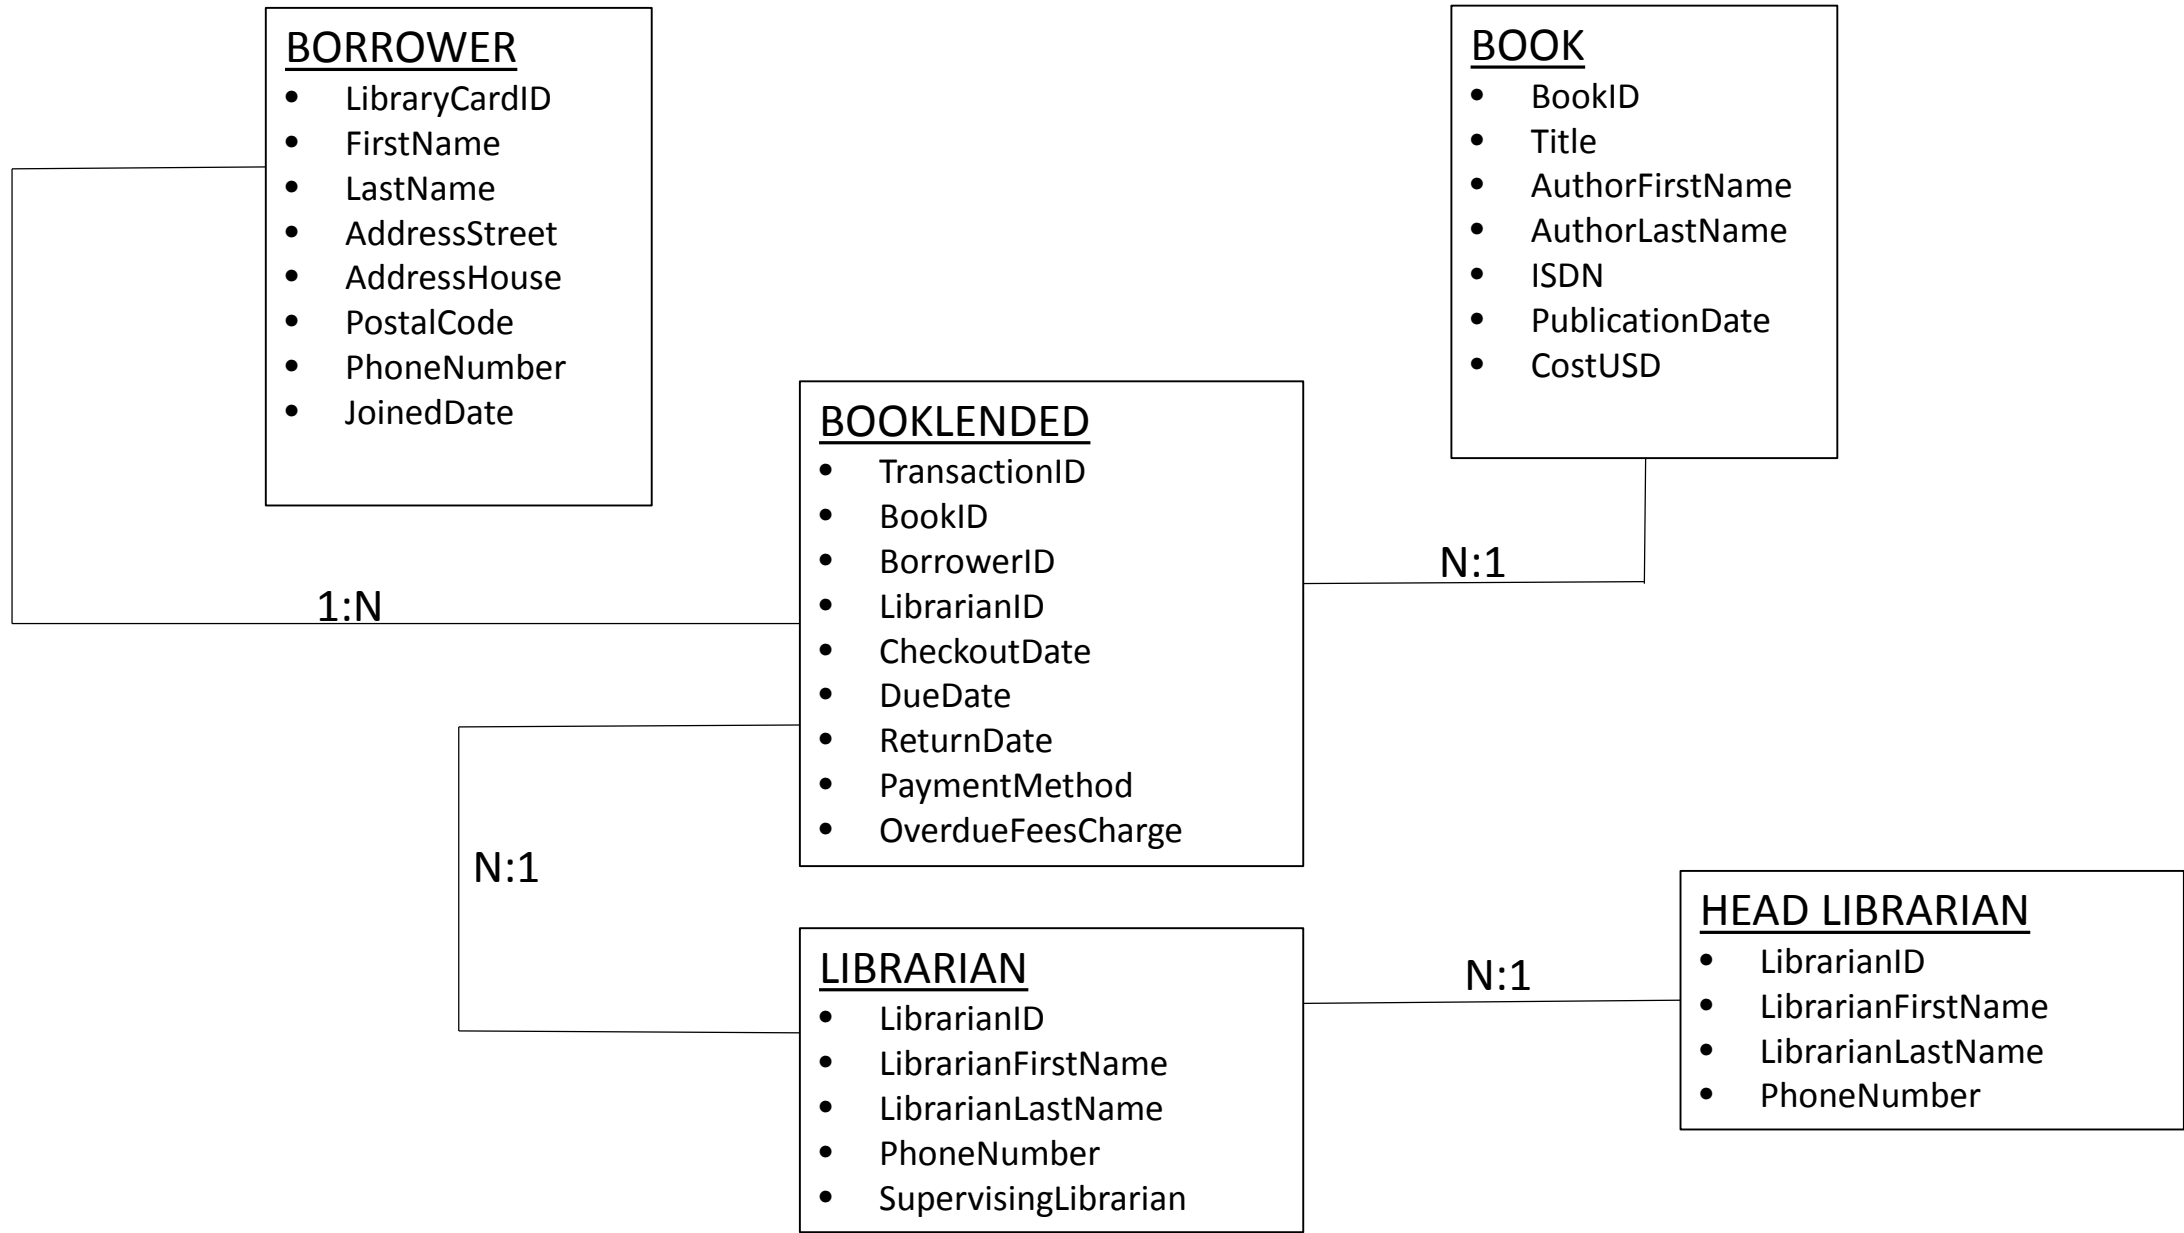 BORROWER
LibraryCardID
FirstName
LastName
AddressStreet
AddressHouse
PostalCode
PhoneNumber
JoinedDate
BOOK
BookID
Title
AuthorFirstName
AuthorLastName
ISDN
PublicationDate
CostUSD
BOOKLENDED
TransactionID
BookID
BorrowerID
LibrarianID
CheckoutDate
DueDate
ReturnDate
PaymentMethod
OverdueFeesCharge
1:N
N:1
N:1
LIBRARIAN
LibrarianID
LibrarianFirstName
LibrarianLastName
PhoneNumber
SupervisingLibrarian
N:1
HEAD LIBRARIAN
LibrarianID
LibrarianFirstName
LibrarianLastName
PhoneNumber